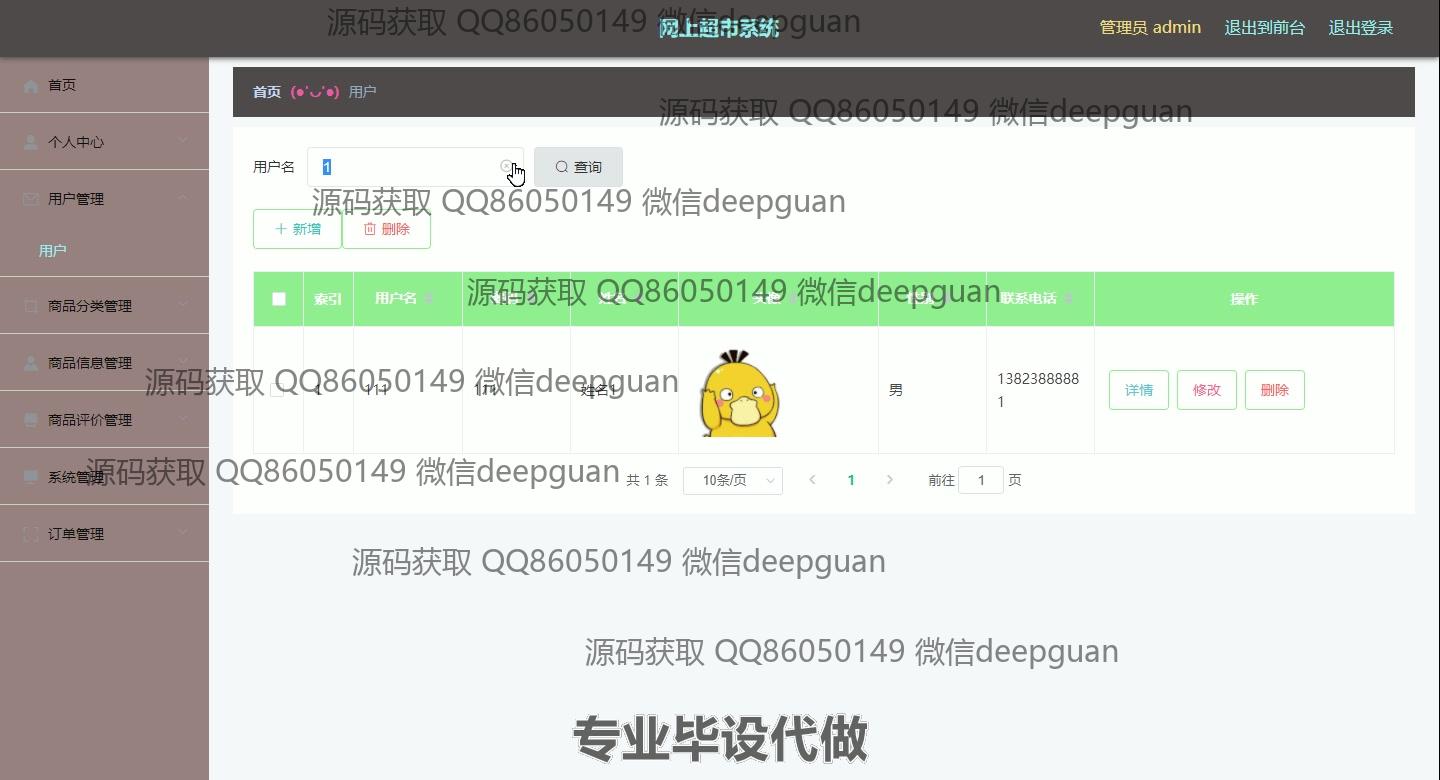 源码获取 QQ86050149 微信deepguan
网上超市系统
管理员 admin 退出到前台 退出登录
首页
个人中心
用户管理
用户
商品分类管理
商品信息管理
商品评价管理
系统管理
订单管理
首页 (●'◡'●) 用户
源码获取 QQ86050149 微信deepguan
用户名 1 查询
源码获取 QQ86050149 微信deepguan
新增 删除
索引 用户名 联系电话 操作
源码获取 QQ86050149 微信deepguan
1 111 111 姓名1 男 1382388888
1
详情 修改 删除
源码获取 QQ86050149 微信deepguan
源码获取 QQ86050149 微信deepguan
共 1 条 10条/页 1 前往 1 页
源码获取 QQ86050149 微信deepguan
源码获取 QQ86050149 微信deepguan
专业毕设代做